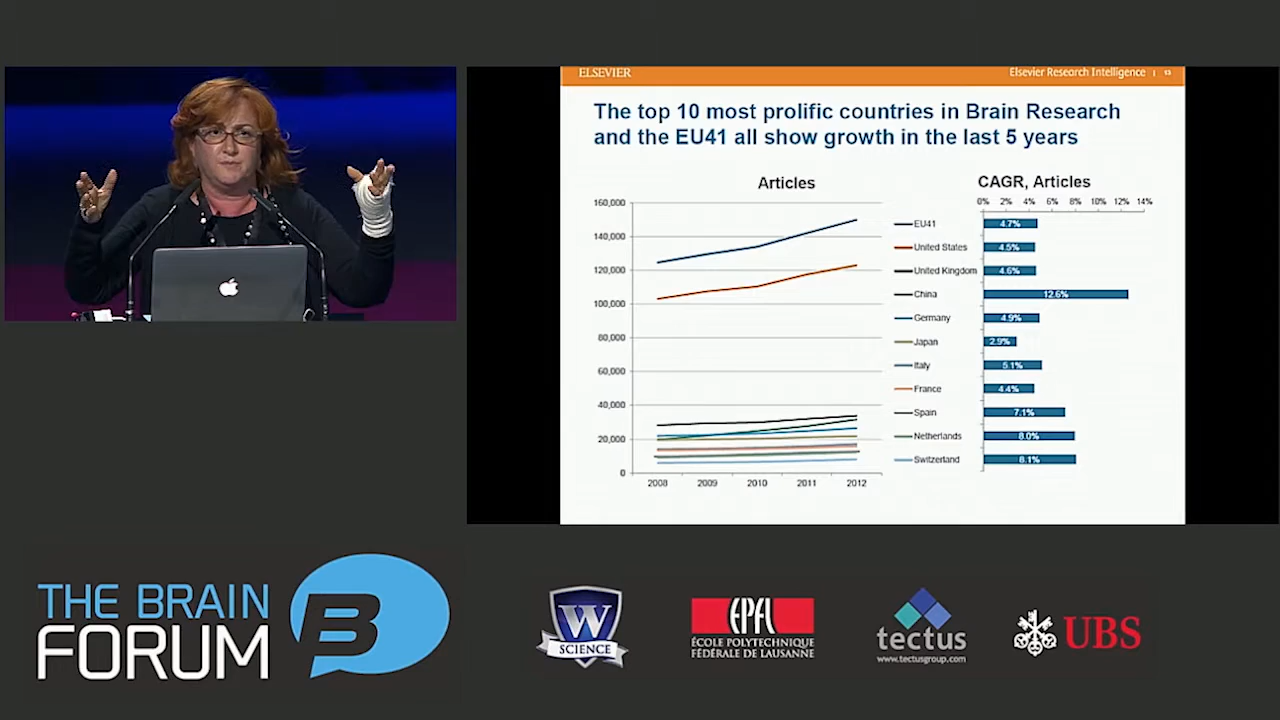 ELSEVIER
Elsevier Research Intelligence | 13
The top 10 most prolific countries in Brain Research
and the EU41 all show growth in the last 5 years
Articles
160,000
140,000
120,000
100,000
80,000
60,000
40,000
20,000
0
2008 2009 2010 2011 2012
EU41
United States
United Kingdom
China
Germany
Japan
Italy
France
Spain
Netherlands
Switzerland
CAGR, Articles
0% 2% 4% 6% 8% 10% 12% 14%
4.7%
4.5%
4.6%
12.6%
4.9%
2.9%
5.1%
4.4%
7.1%
8.0%
8.1%
THE BRAIN
FORUM
B
W
SCIENCE
EPFL
ÉCOLE POLYTECHNIQUE
FÉDÉRALE DE LAUSANNE
tectus
www.tectusgroup.com
UBS